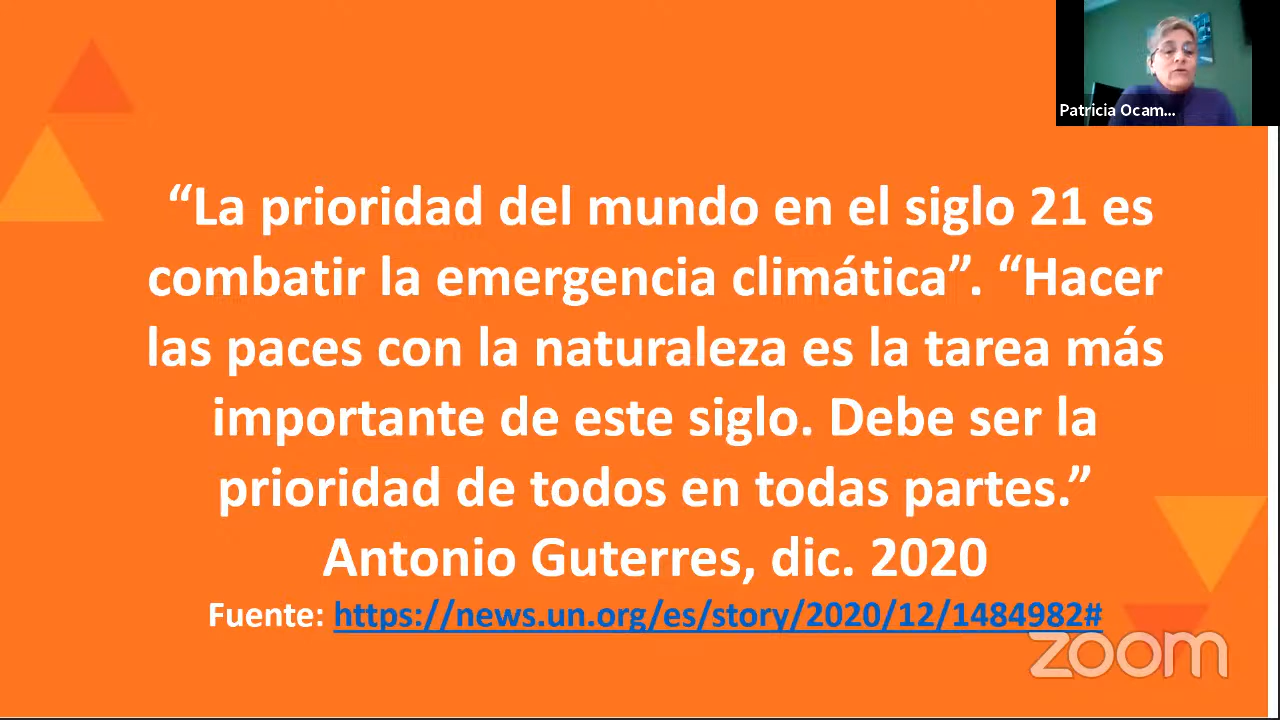 Patricia Ocam...
“La prioridad del mundo en el siglo 21 es
combatir la emergencia climática”. “Hacer
las paces con la naturaleza es la tarea más
importante de este siglo. Debe ser la
prioridad de todos en todas partes.”
Antonio Guterres, dic. 2020
Fuente: https://news.un.org/es/story/2020/12/1484982#
zoom